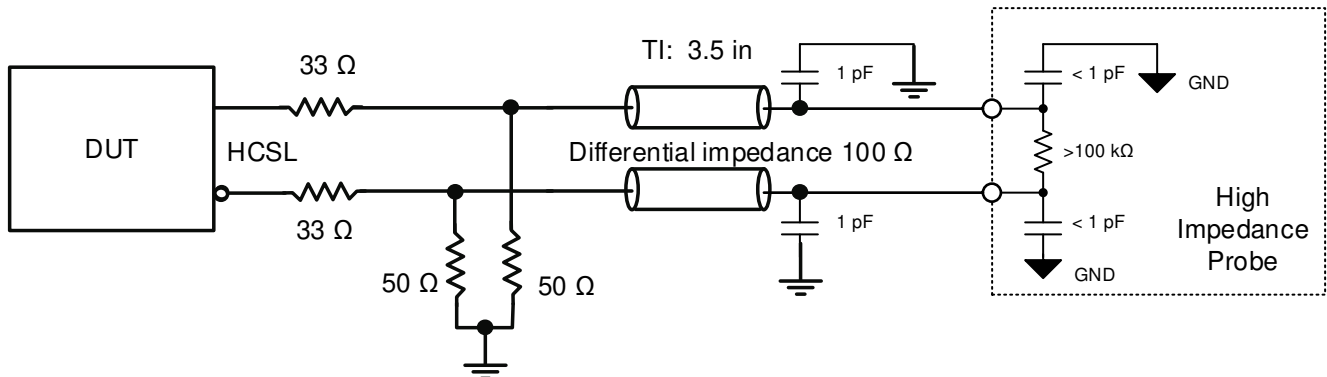 DUT
33 Ω
HCSL
33 Ω
50 Ω
50 Ω
TI: 3.5 in
Differential impedance 100 Ω
1 pF
1 pF
< 1 pF
GND
>100 kΩ
< 1 pF
GND
High
Impedance
Probe